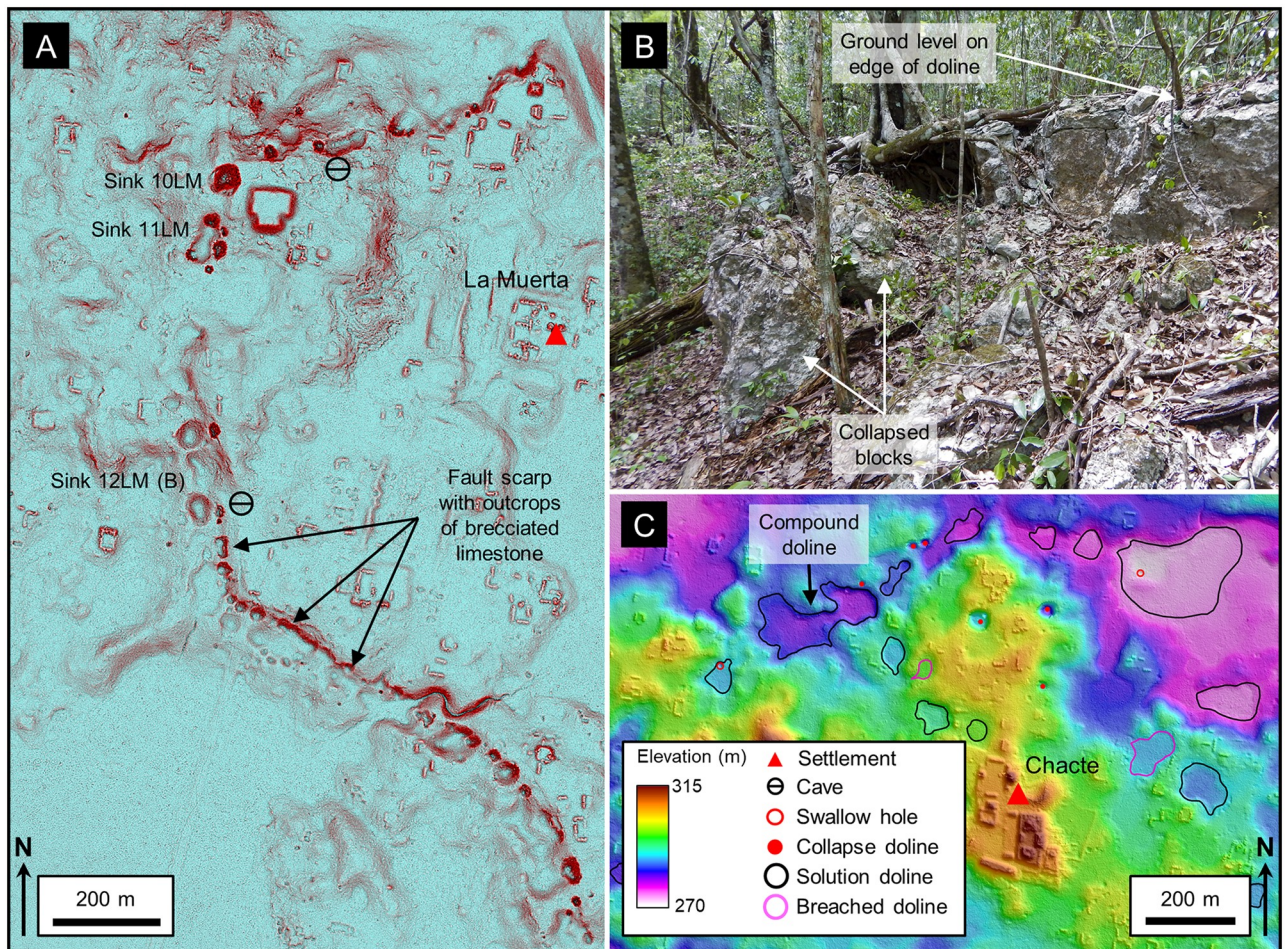 A
Sink 10LM
Sink 11LM
La Muerta
Sink 12LM (B)
Fault scarp
with outcrops
of brecciated
limestone
N
200 m
B
Ground level on
edge of doline
Collapsed
blocks
C
Compound
doline
Chacte
Elevation (m)
315
270
Settlement
Cave
Swallow hole
Collapse doline
Solution doline
Breached doline
N
200 m